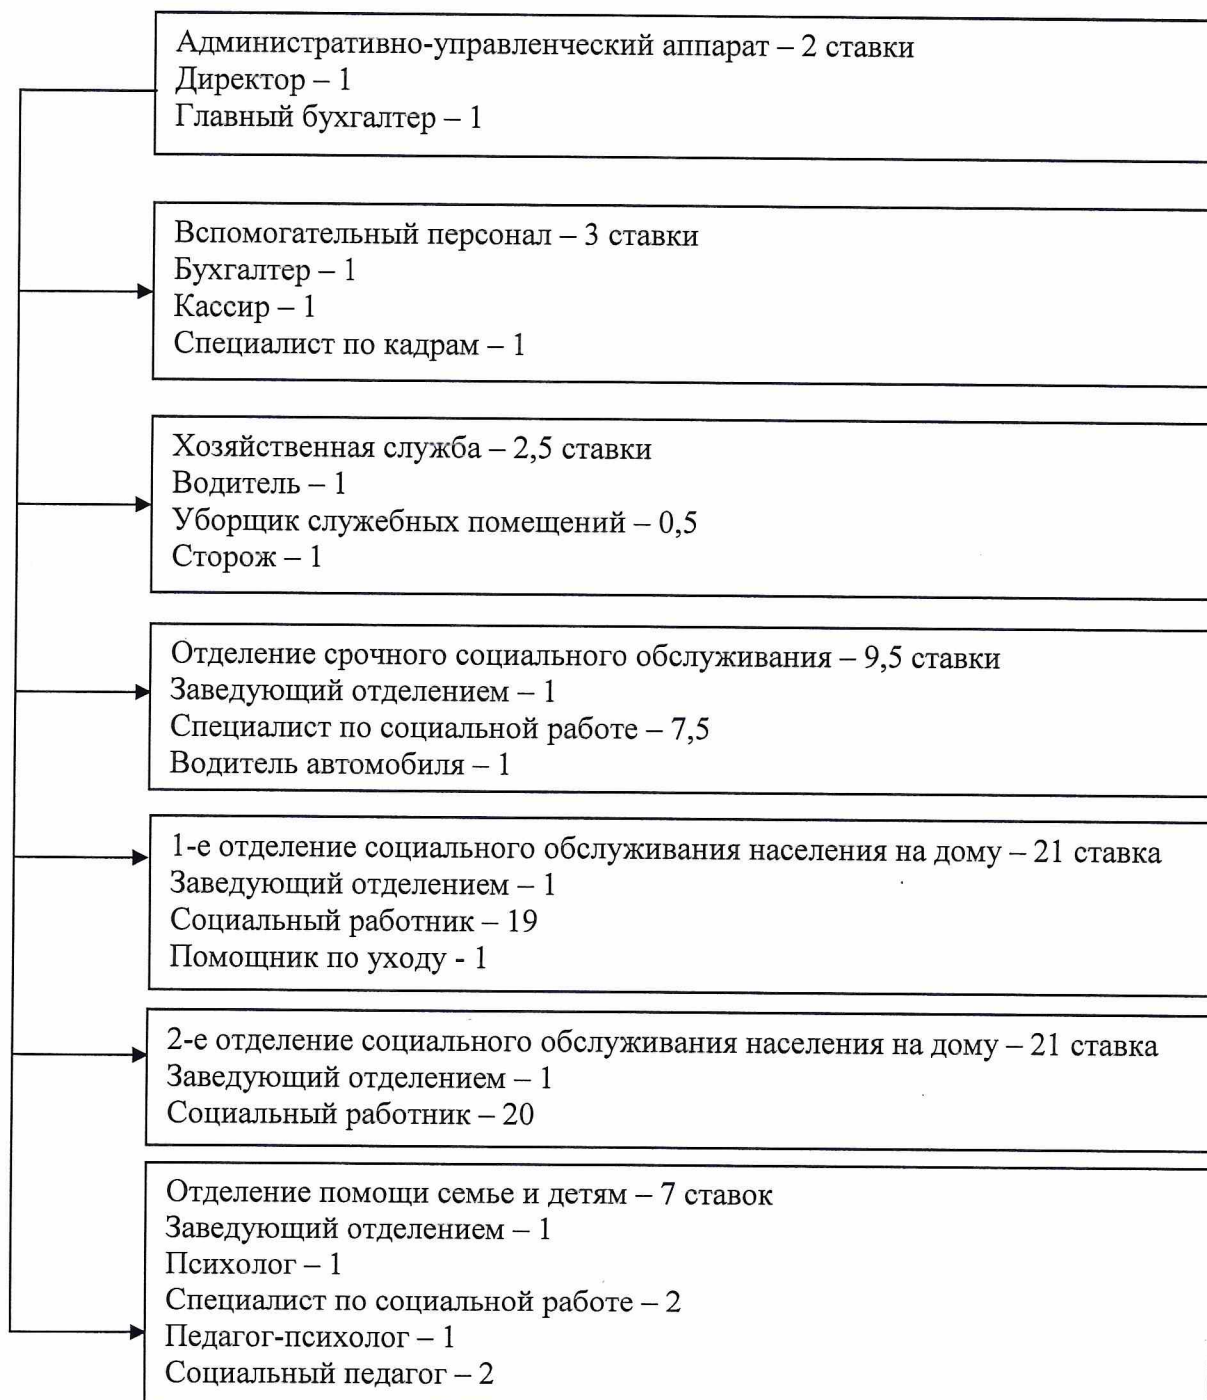 Административно-управленческий аппарат – 2 ставки
Директор – 1
Главный бухгалтер – 1
Вспомогательный персонал – 3 ставки
Бухгалтер – 1
Кассир – 1
Специалист по кадрам – 1
Хозяйственная служба – 2,5 ставки
Водитель – 1
Уборщик служебных помещений – 0,5
Сторож – 1
Отделение срочного социального обслуживания – 9,5 ставки
Заведующий отделением – 1
Специалист по социальной работе – 7,5
Водитель автомобиля – 1
1-е отделение социального обслуживания населения на дому – 21 ставка
Заведующий отделением – 1
Социальный работник – 19
Помощник по уходу - 1
2-е отделение социального обслуживания населения на дому – 21 ставка
Заведующий отделением – 1
Социальный работник – 20
Отделение помощи семье и детям – 7 ставок
Заведующий отделением – 1
Психолог – 1
Специалист по социальной работе – 2
Педагог-психолог – 1
Социальный педагог – 2